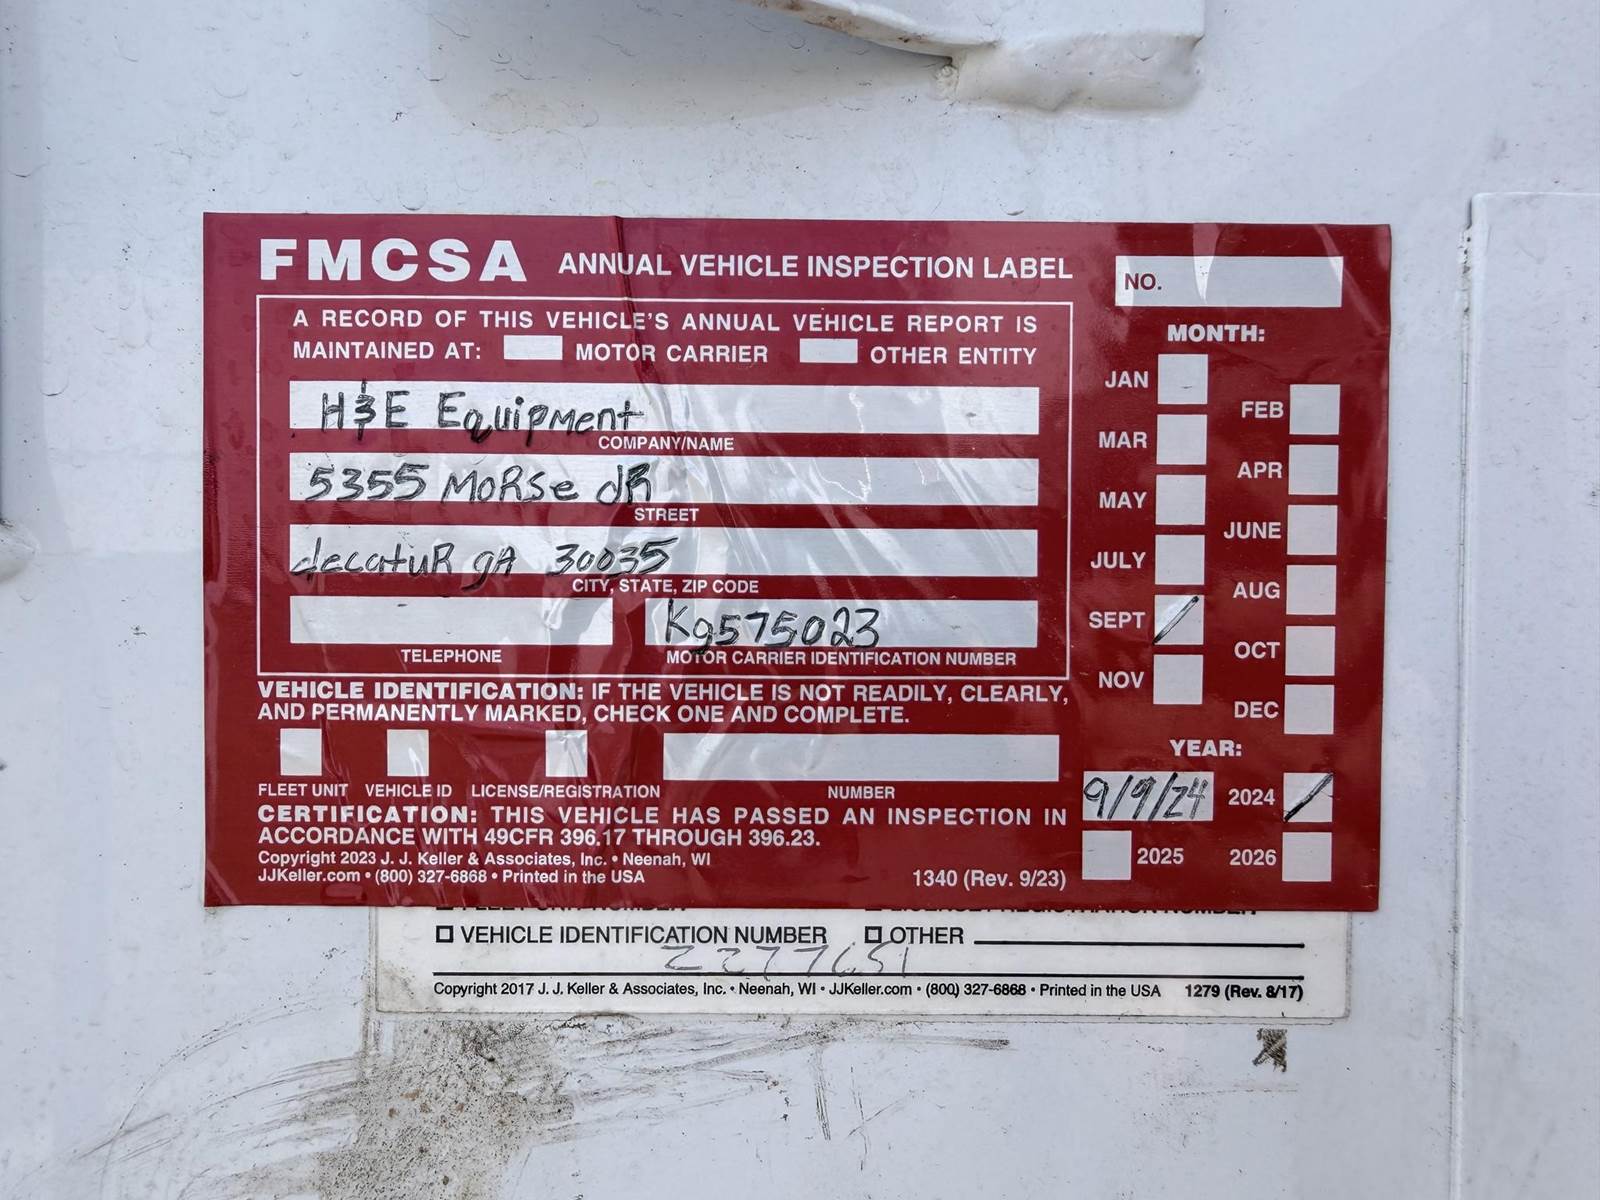 FMCSA ANNUAL VEHICLE INSPECTION LABEL
NO.
A RECORD OF THIS VEHICLE'S ANNUAL VEHICLE REPORT IS
MAINTAINED AT: MOTOR CARRIER OTHER ENTITY
H&E Equipment
COMPANY/NAME
5355 MORSe dR
STREET
decatuR gA 30035
CITY, STATE, ZIP CODE
Kg575023
TELEPHONE MOTOR CARRIER IDENTIFICATION NUMBER
VEHICLE IDENTIFICATION: IF THE VEHICLE IS NOT READILY, CLEARLY,
AND PERMANENTLY MARKED, CHECK ONE AND COMPLETE.
FLEET UNIT VEHICLE ID LICENSE/REGISTRATION NUMBER
CERTIFICATION: THIS VEHICLE HAS PASSED AN INSPECTION IN
ACCORDANCE WITH 49CFR 396.17 THROUGH 396.23.
Copyright 2023 J. J. Keller & Associates, Inc. • Neenah, WI
JJKeller.com • (800) 327-6868 • Printed in the USA
1340 (Rev. 9/23)
MONTH:
JAN
FEB
MAR
APR
MAY
JUNE
JULY
AUG
SEPT
OCT
NOV
DEC
YEAR:
9/9/24 2024
2025 2026
VEHICLE IDENTIFICATION NUMBER OTHER
2277651
Copyright 2017 J. J. Keller & Associates, Inc. • Neenah, WI • JJKeller.com • (800) 327-6868 • Printed in the USA 1279 (Rev. 8/17)